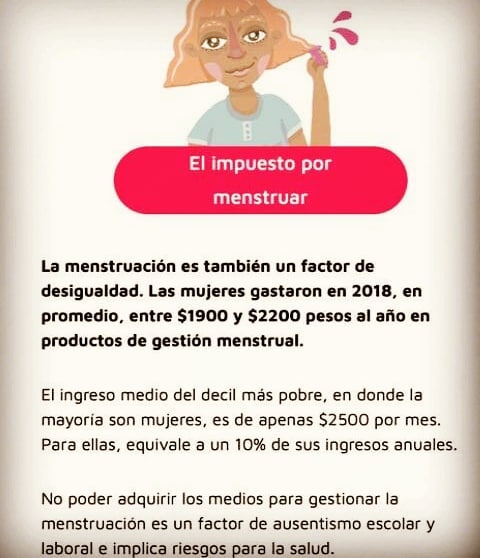 El impuesto por
menstruar
La menstruación es también un factor de
desigualdad. Las mujeres gastaron en 2018, en
promedio, entre $1900 y $2200 pesos al año en
productos de gestión menstrual.
El ingreso medio del decil más pobre, en donde la
mayoría son mujeres, es de apenas $2500 por mes.
Para ellas, equivale a un 10% de sus ingresos anuales.
No poder adquirir los medios para gestionar la
menstruación es un factor de ausentismo escolar y
laboral e implica riesgos para la salud.